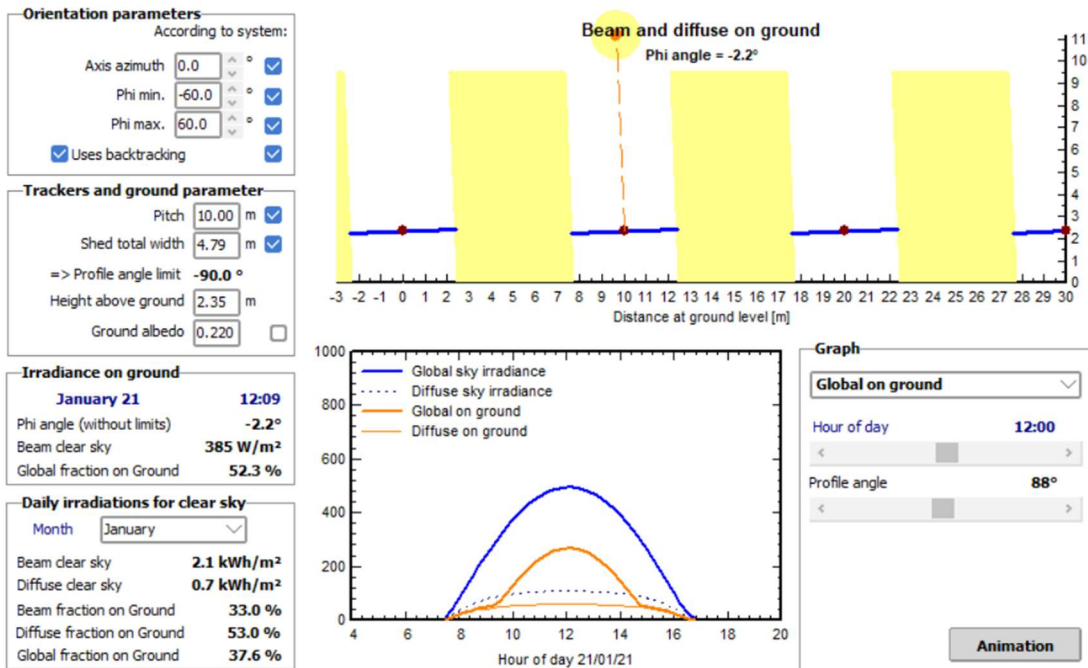 Orientation parameters
According to system:
Axis azimuth 0.0 °
Phi min. -60.0 °
Phi max. 60.0 °
Uses backtracking
Trackers and ground parameter
Pitch 10.00 m
Shed total width 4.79 m
=> Profile angle limit -90.0 °
Height above ground 2.35 m
Ground albedo 0.220
Irradiance on ground
January 21 12:09
Phi angle (without limits) -2.2°
Beam clear sky 385 W/m²
Global fraction on Ground 52.3 %
Daily irradiations for clear sky
Month January
Beam clear sky 2.1 kWh/m²
Diffuse clear sky 0.7 kWh/m²
Beam fraction on Ground 33.0 %
Diffuse fraction on Ground 53.0 %
Global fraction on Ground 37.6 %
Beam and diffuse on ground
Phi angle = -2.2°
11
10
9
8
7
6
5
4
3
2
1
0
-3 -2 -1 0 1 2 3 4 5 6 7 8 9 10 11 12 13 14 15 16 17 18 19 20 21 22 23 24 25 26 27 28 29 30
Distance at ground level [m]
1000
800
600
400
200
0
Global sky irradiance
Diffuse sky irradiance
Global on ground
Diffuse on ground
4 6 8 10 12 14 16 18 20
Hour of day 21/01/21
Graph
Global on ground
Hour of day 12:00
Profile angle 88°
Animation